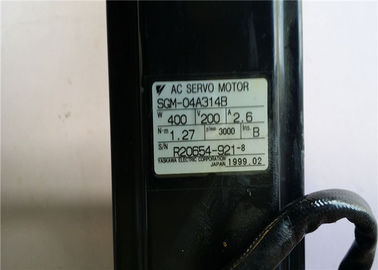 AC SERVO MOTOR
SGM-04A314B
W 400 V 200 A 2.6
N·m 1.27 r/min 3000 Ins. B
S/N R20654-921-8
YASKAWA ELECTRIC CORPORATION
JAPAN 1999.02